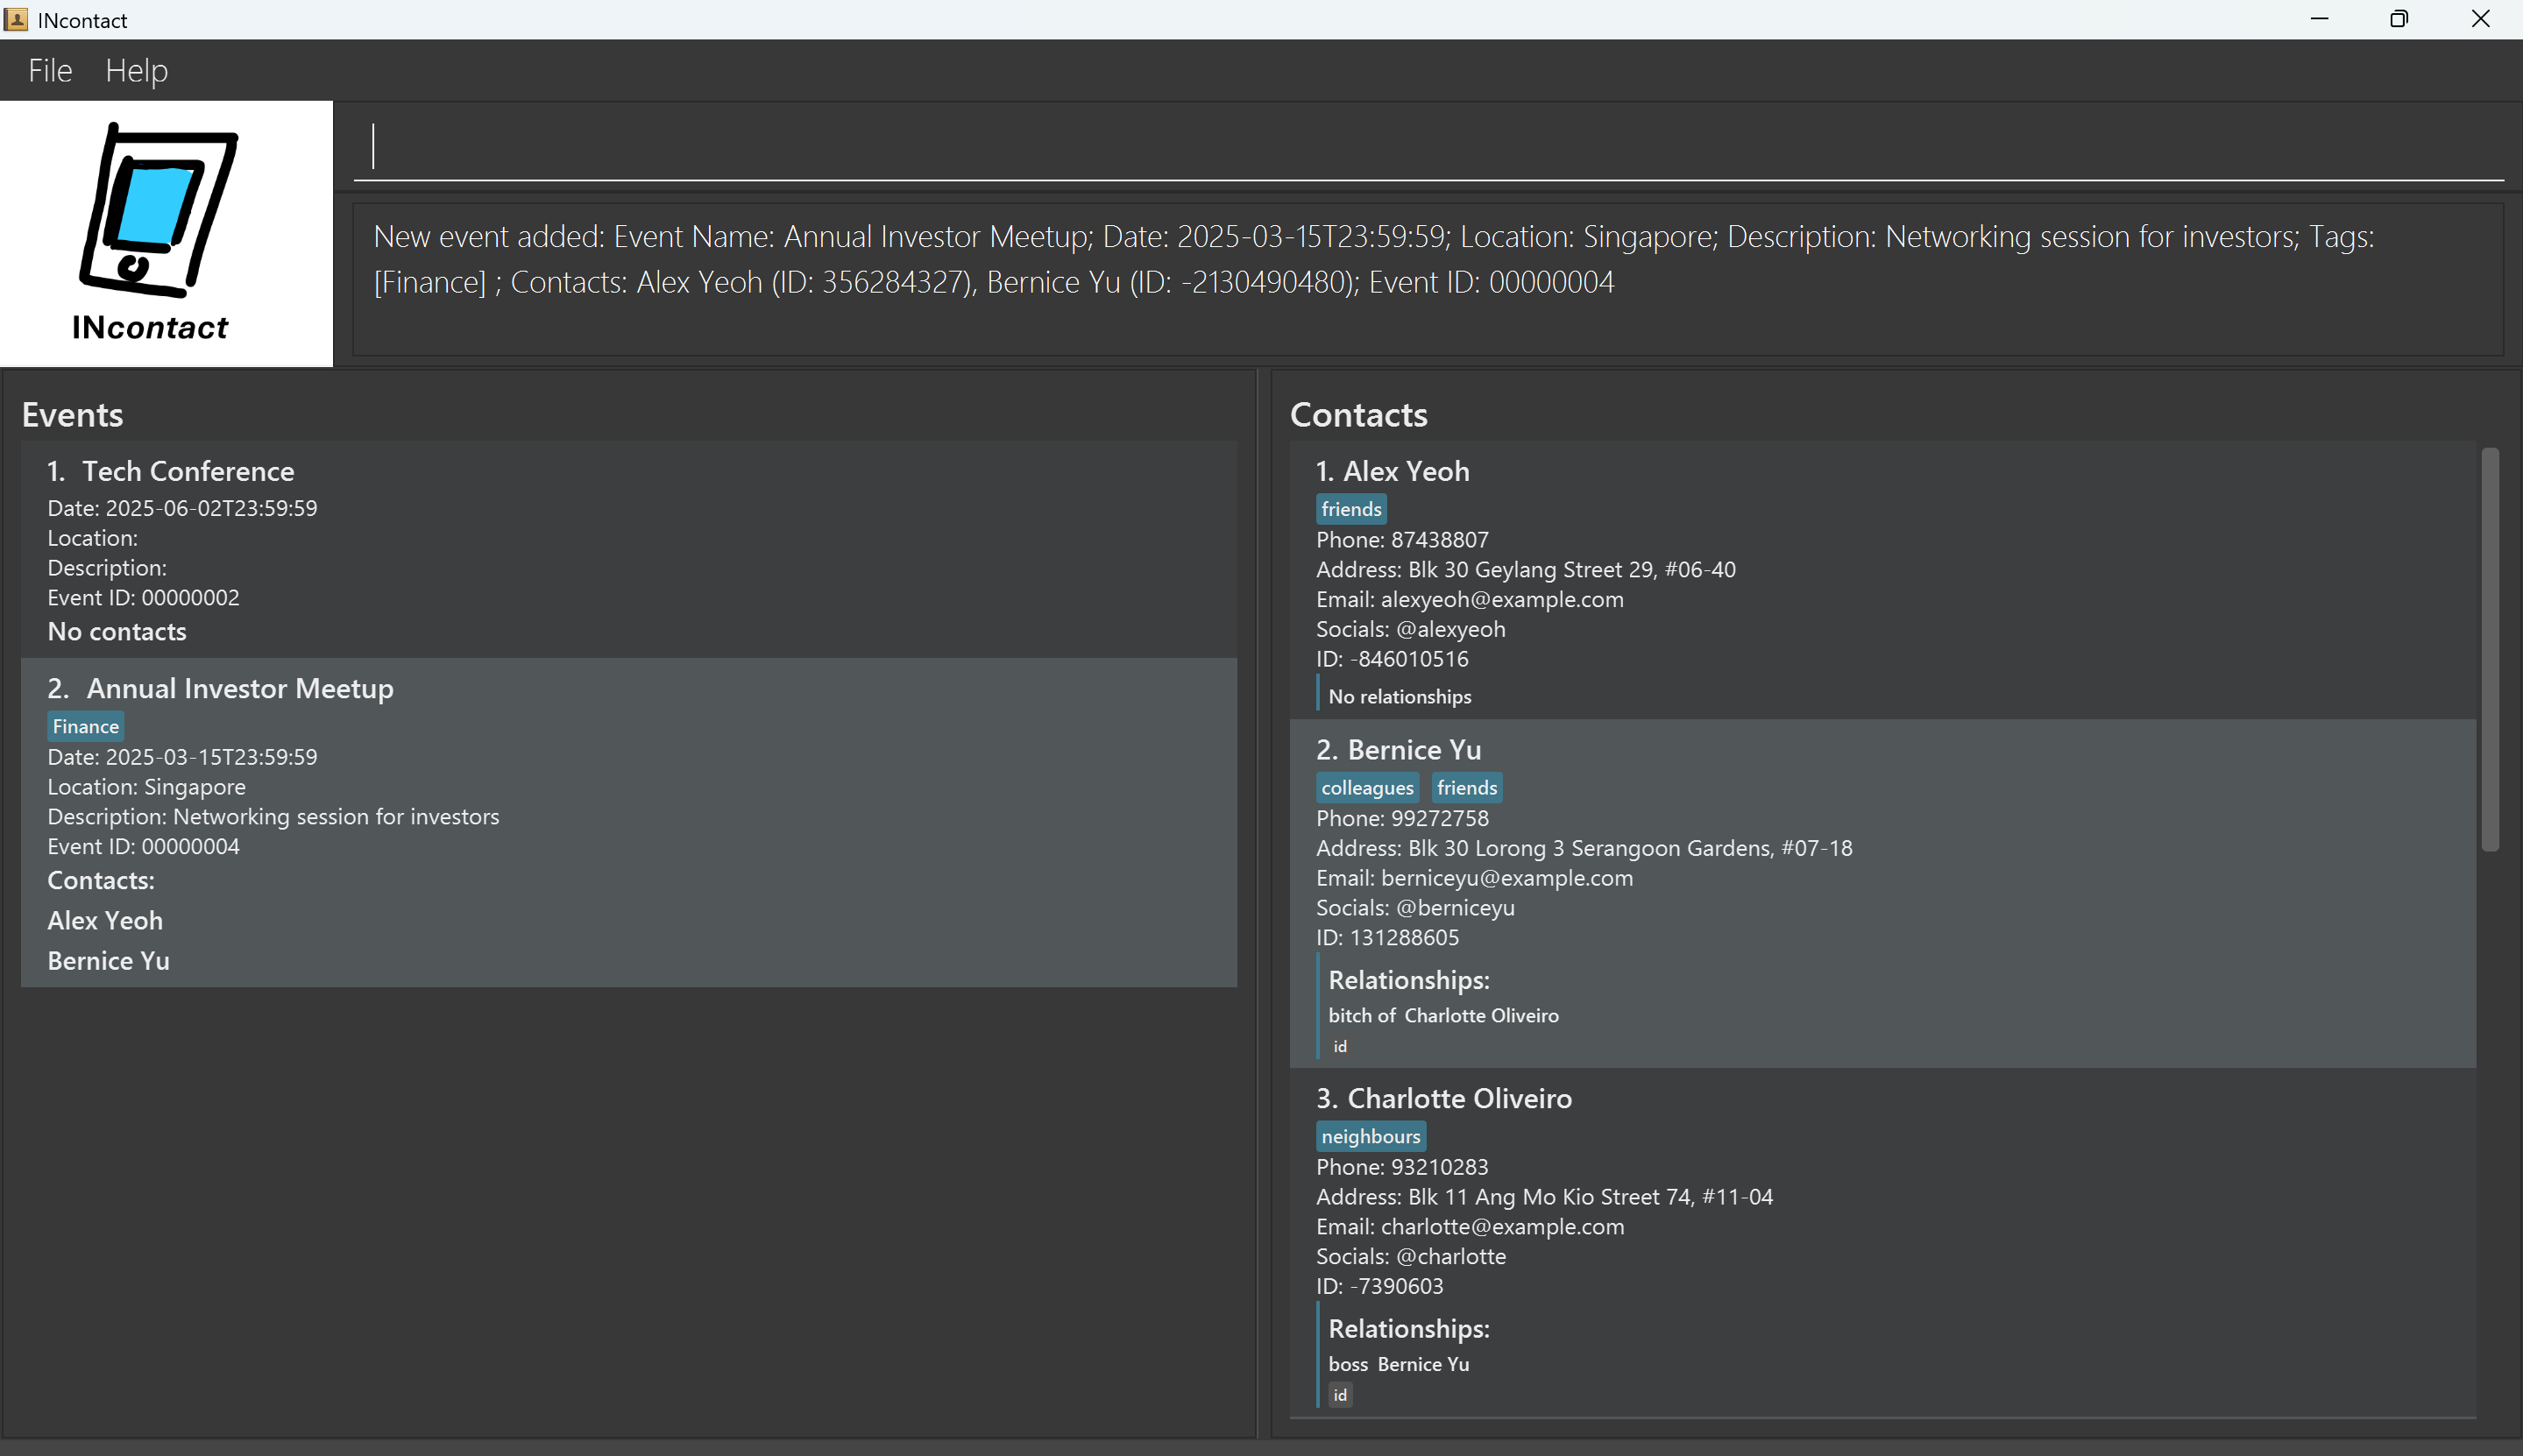 INcontact
File Help
INcontact
New event added: Event Name: Annual Investor Meetup; Date: 2025-03-15T23:59:59; Location: Singapore; Description: Networking session for investors; Tags:
[Finance] ; Contacts: Alex Yeoh (ID: 356284327), Bernice Yu (ID: -2130490480); Event ID: 00000004
Events
1. Tech Conference
Date: 2025-06-02T23:59:59
Location:
Description:
Event ID: 00000002
No contacts
2. Annual Investor Meetup
Finance
Date: 2025-03-15T23:59:59
Location: Singapore
Description: Networking session for investors
Event ID: 00000004
Contacts:
Alex Yeoh
Bernice Yu
Contacts
1. Alex Yeoh
friends
Phone: 87438807
Address: Blk 30 Geylang Street 29, #06-40
Email: alexyeoh@example.com
Socials: @alexyeoh
ID: -846010516
No relationships
2. Bernice Yu
colleagues friends
Phone: 99272758
Address: Blk 30 Lorong 3 Serangoon Gardens, #07-18
Email: berniceyu@example.com
Socials: @berniceyu
ID: 131288605
Relationships:
bitch of Charlotte Oliveiro
id
3. Charlotte Oliveiro
neighbours
Phone: 93210283
Address: Blk 11 Ang Mo Kio Street 74, #11-04
Email: charlotte@example.com
Socials: @charlotte
ID: -7390603
Relationships:
boss Bernice Yu
id